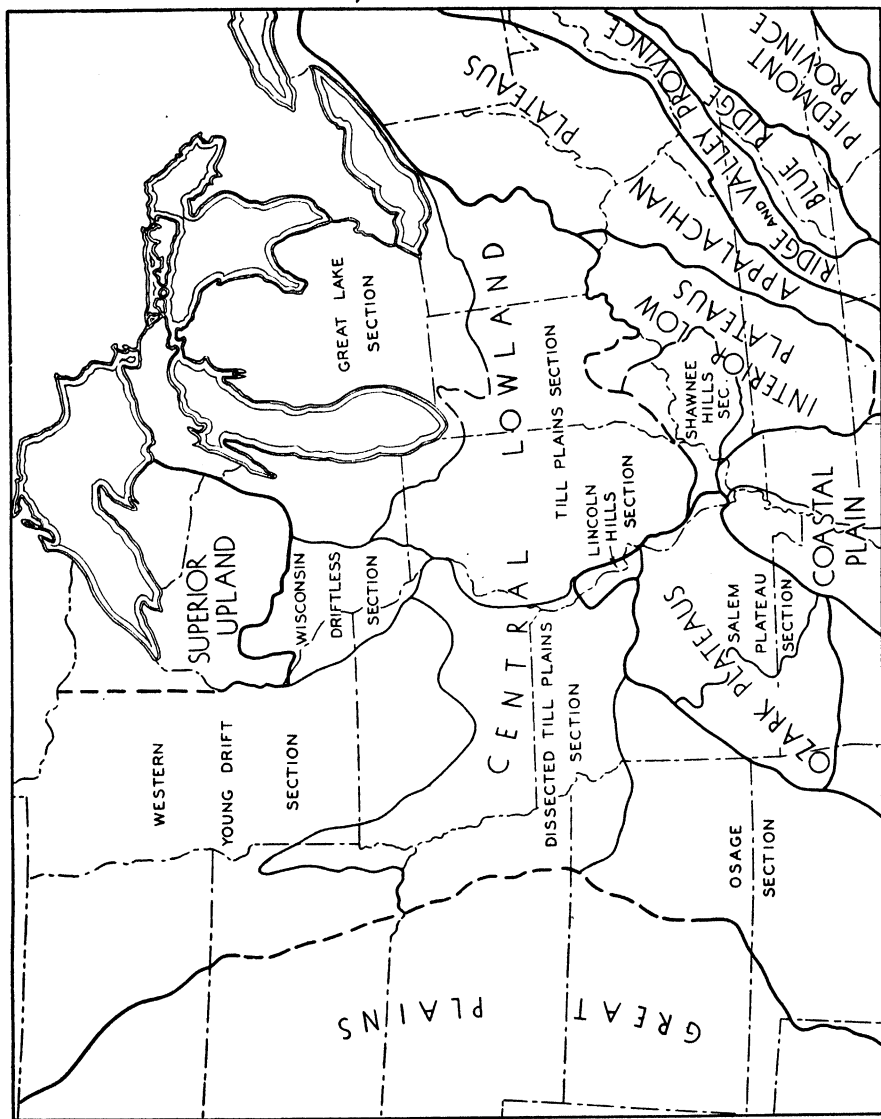 SUPERIOR
UPLAND
WESTERN
YOUNG DRIFT
SECTION
WISCONSIN
DRIFTLESS
SECTION
GREAT LAKE
SECTION
CENTRAL LOWLAND
TILL PLAINS SECTION
DISSECTED TILL PLAINS
SECTION
LINCOLN
HILLS
SECTION
GREAT PLAINS
OSAGE
SECTION
OZARK PLATEAUS
SALEM
PLATEAU
SECTION
SHAWNEE
HILLS
SEC.
INTERIOR LOW
PLATEAUS
COASTAL
PLAIN
APPALACHIAN
PLATEAUS
RIDGE AND VALLEY PROVINCE
BLUE RIDGE
PROVINCE
PIEDMONT
PROVINCE